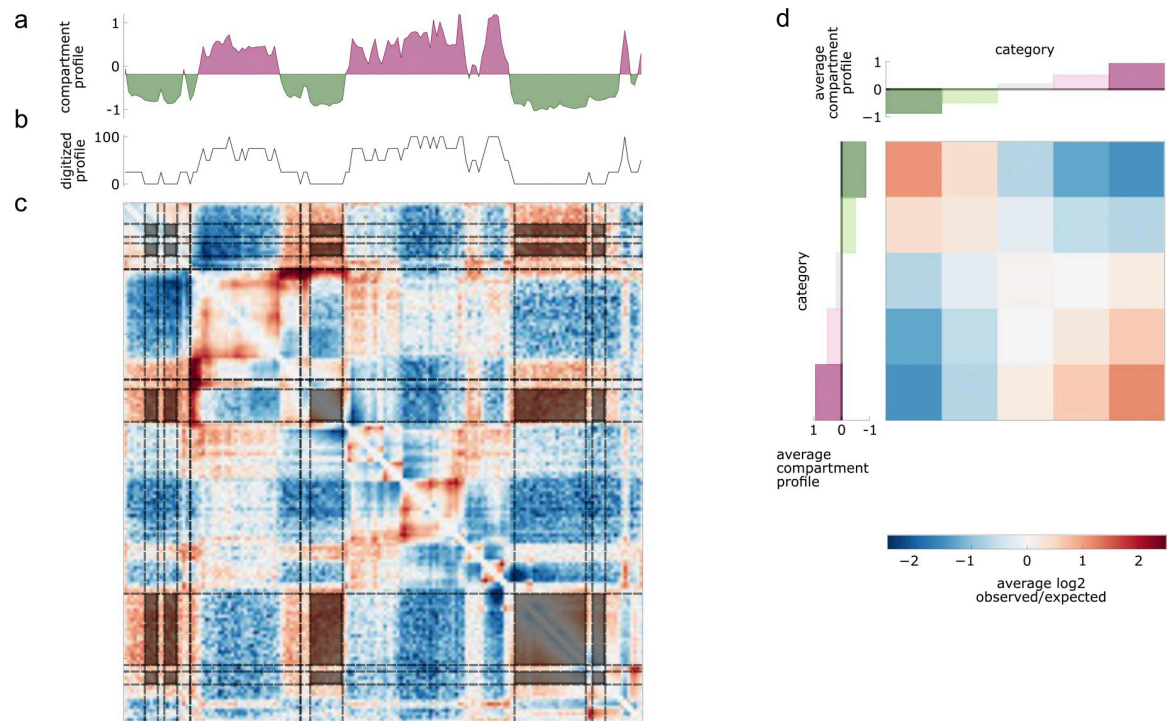 a
compartment
profile
1
0
-1
b
digitized
profile
100
0
c
d
category
average
compartment
profile
1
0
−1
category
1 0 -1
average
compartment
profile
−2 −1 0 1 2
average log2
observed/expected